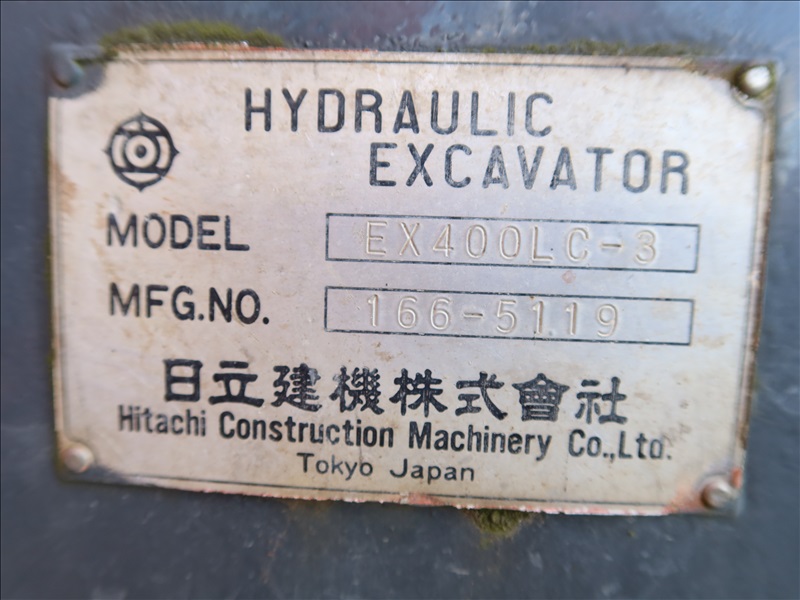 HYDRAULIC
EXCAVATOR
MODEL EX400LC-3
MFG.NO. 166-5119
日立建機株式會社
Hitachi Construction Machinery Co.,Ltd.
Tokyo Japan